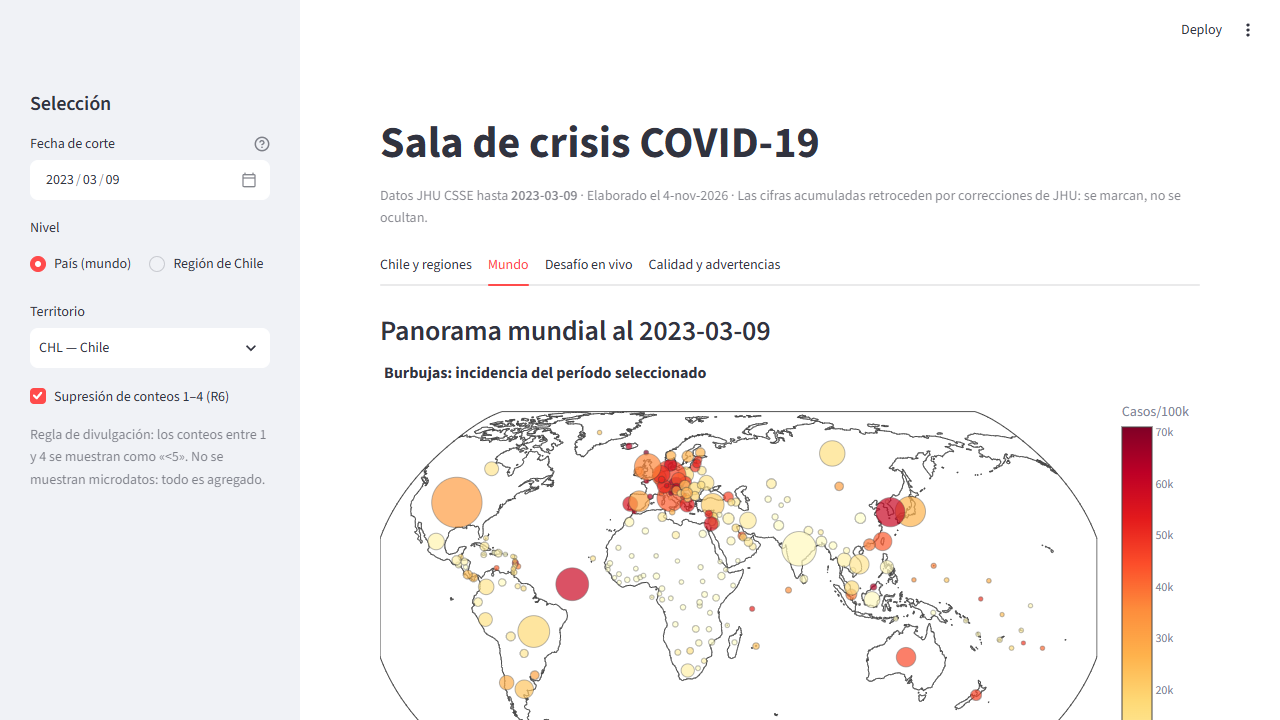 Deploy
Selección
Fecha de corte
2023/03/09
Nivel
País (mundo)
Región de Chile
Territorio
CHL — Chile
Supresión de conteos 1–4 (R6)
Regla de divulgación: los conteos entre 1
y 4 se muestran como «<5». No se
muestran microdatos: todo es agregado.
Sala de crisis COVID-19
Datos JHU CSSE hasta 2023-03-09 · Elaborado el 4-nov-2026 · Las cifras acumuladas retroceden por correcciones de JHU: se marcan, no se
ocultan.
Chile y regiones
Mundo
Desafío en vivo
Calidad y advertencias
Panorama mundial al 2023-03-09
Burbujas: incidencia del período seleccionado
Casos/100k
70k
60k
50k
40k
30k
20k